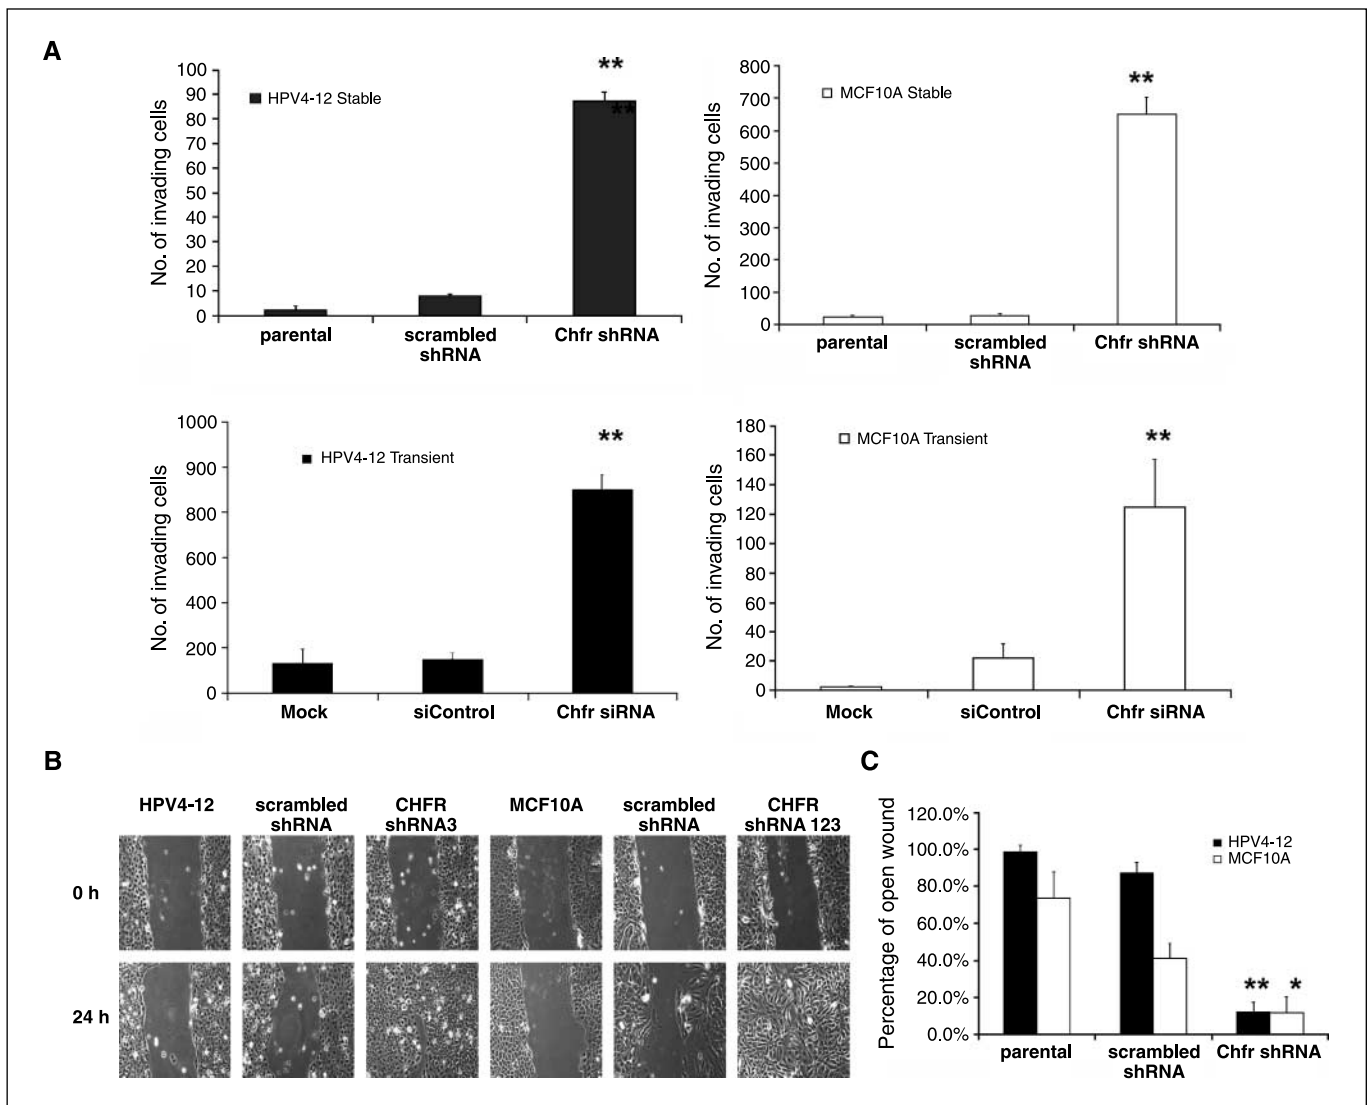 A
**
100
90
80
70
60
50
40
30
20
10
0
No. of invading cells
HPV4-12 Stable
**
parental
scrambled
shRNA
Chfr shRNA
**
800
700
600
500
400
300
200
100
0
No. of invading cells
MCF10A Stable
parental
scrambled
shRNA
Chfr shRNA
**
1000
900
800
600
400
200
0
No. of invading cells
HPV4-12 Transient
Mock
siControl
Chfr siRNA
**
180
160
140
120
100
80
60
40
20
0
No. of invading cells
MCF10A Transient
Mock
siControl
Chfr siRNA
B
HPV4-12
scrambled
shRNA
CHFR
shRNA3
MCF10A
scrambled
shRNA
CHFR
shRNA 123
0 h
24 h
C
120.0%
100.0%
80.0%
60.0%
40.0%
20.0%
0.0%
Percentage of open wound
HPV4-12
MCF10A
** *
parental
scrambled
shRNA
Chfr shRNA